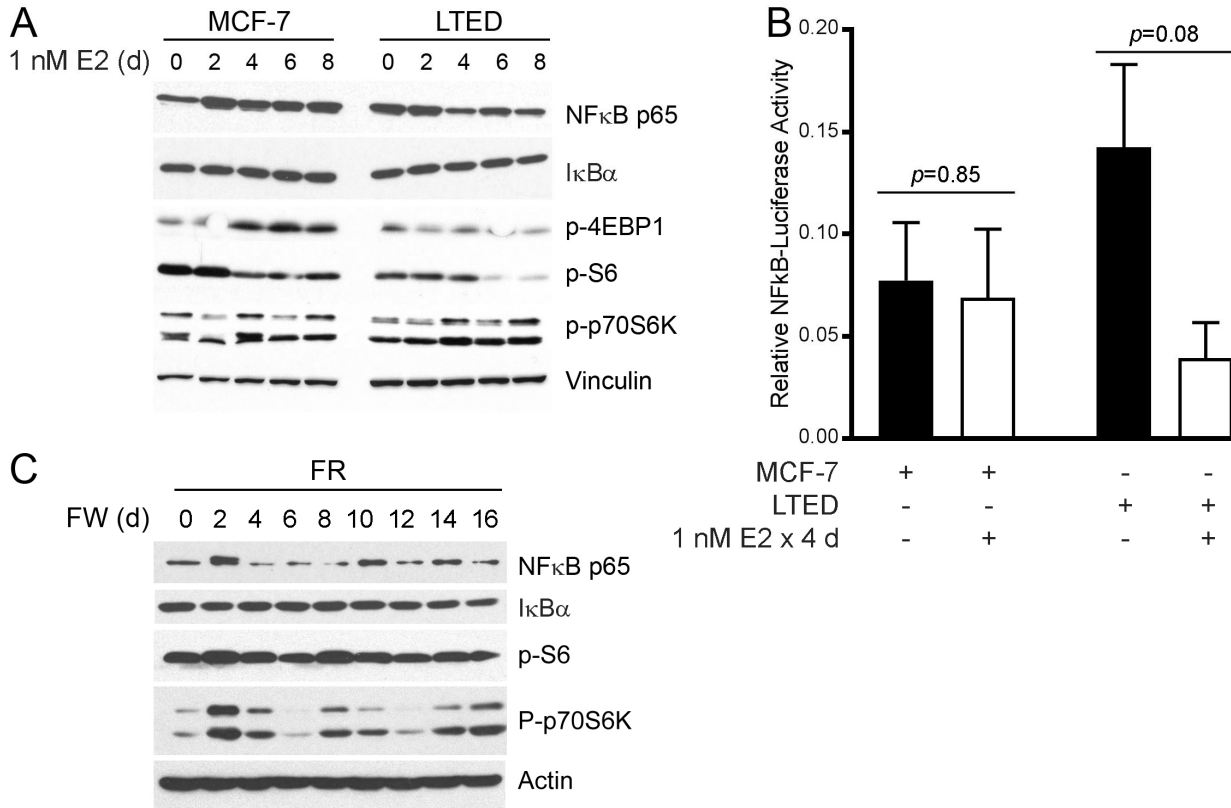 A
MCF-7 LTED
1 nM E2 (d) 0 2 4 6 8 0 2 4 6 8
NFκB p65
IκBα
p-4EBP1
p-S6
p-p70S6K
Vinculin
B
Relative NFkB-Luciferase Activity
0.20
0.15
0.10
0.05
0.00
p=0.85
p=0.08
MCF-7 + + - -
LTED - - + +
1 nM E2 x 4 d - + - +
C
FR
FW (d) 0 2 4 6 8 10 12 14 16
NFκB p65
IκBα
p-S6
P-p70S6K
Actin